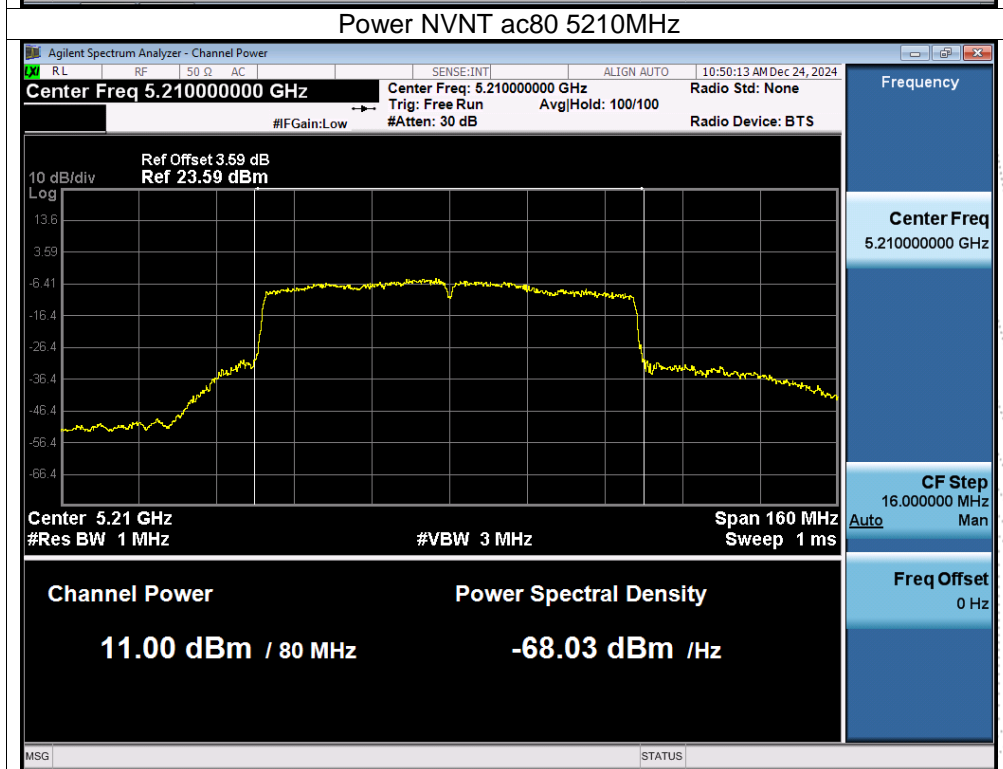 Power NVNT ac80 5210MHz
Agilent Spectrum Analyzer - Channel Power
LXI RL RF 50 Ω AC SENSE:INT ALIGN AUTO 10:50:13 AM Dec 24, 2024
Center Freq 5.210000000 GHz
Center Freq: 5.210000000 GHz Radio Std: None
Trig: Free Run Avg|Hold: 100/100
#IFGain:Low #Atten: 30 dB Radio Device: BTS
Ref Offset 3.59 dB
10 dB/div Ref 23.59 dBm
Log
13.6
3.59
-6.41
-16.4
-26.4
-36.4
-46.4
-56.4
-66.4
Center 5.21 GHz Span 160 MHz
#Res BW 1 MHz #VBW 3 MHz Sweep 1 ms
Channel Power Power Spectral Density
11.00 dBm / 80 MHz -68.03 dBm /Hz
MSG STATUS
Frequency
Center Freq
5.210000000 GHz
CF Step
16.000000 MHz
Auto Man
Freq Offset
0 Hz